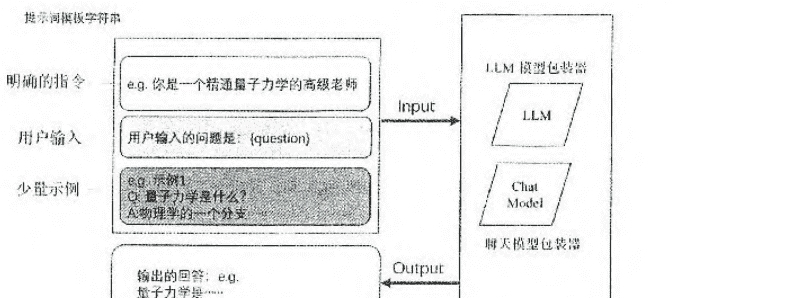 提示词模板字符串
明确的指令
e.g. 你是一个精通量子力学的高级老师
用户输入
用户输入的问题是：{question)
少量示例
e.g. 示例1
Q: 量子力学是什么?
A:物理学的一个分支
Input
LLM 模型包装器
LLM
Chat
Model
聊天模型包装器
Output
输出的回答：e.g.
量子力学是……